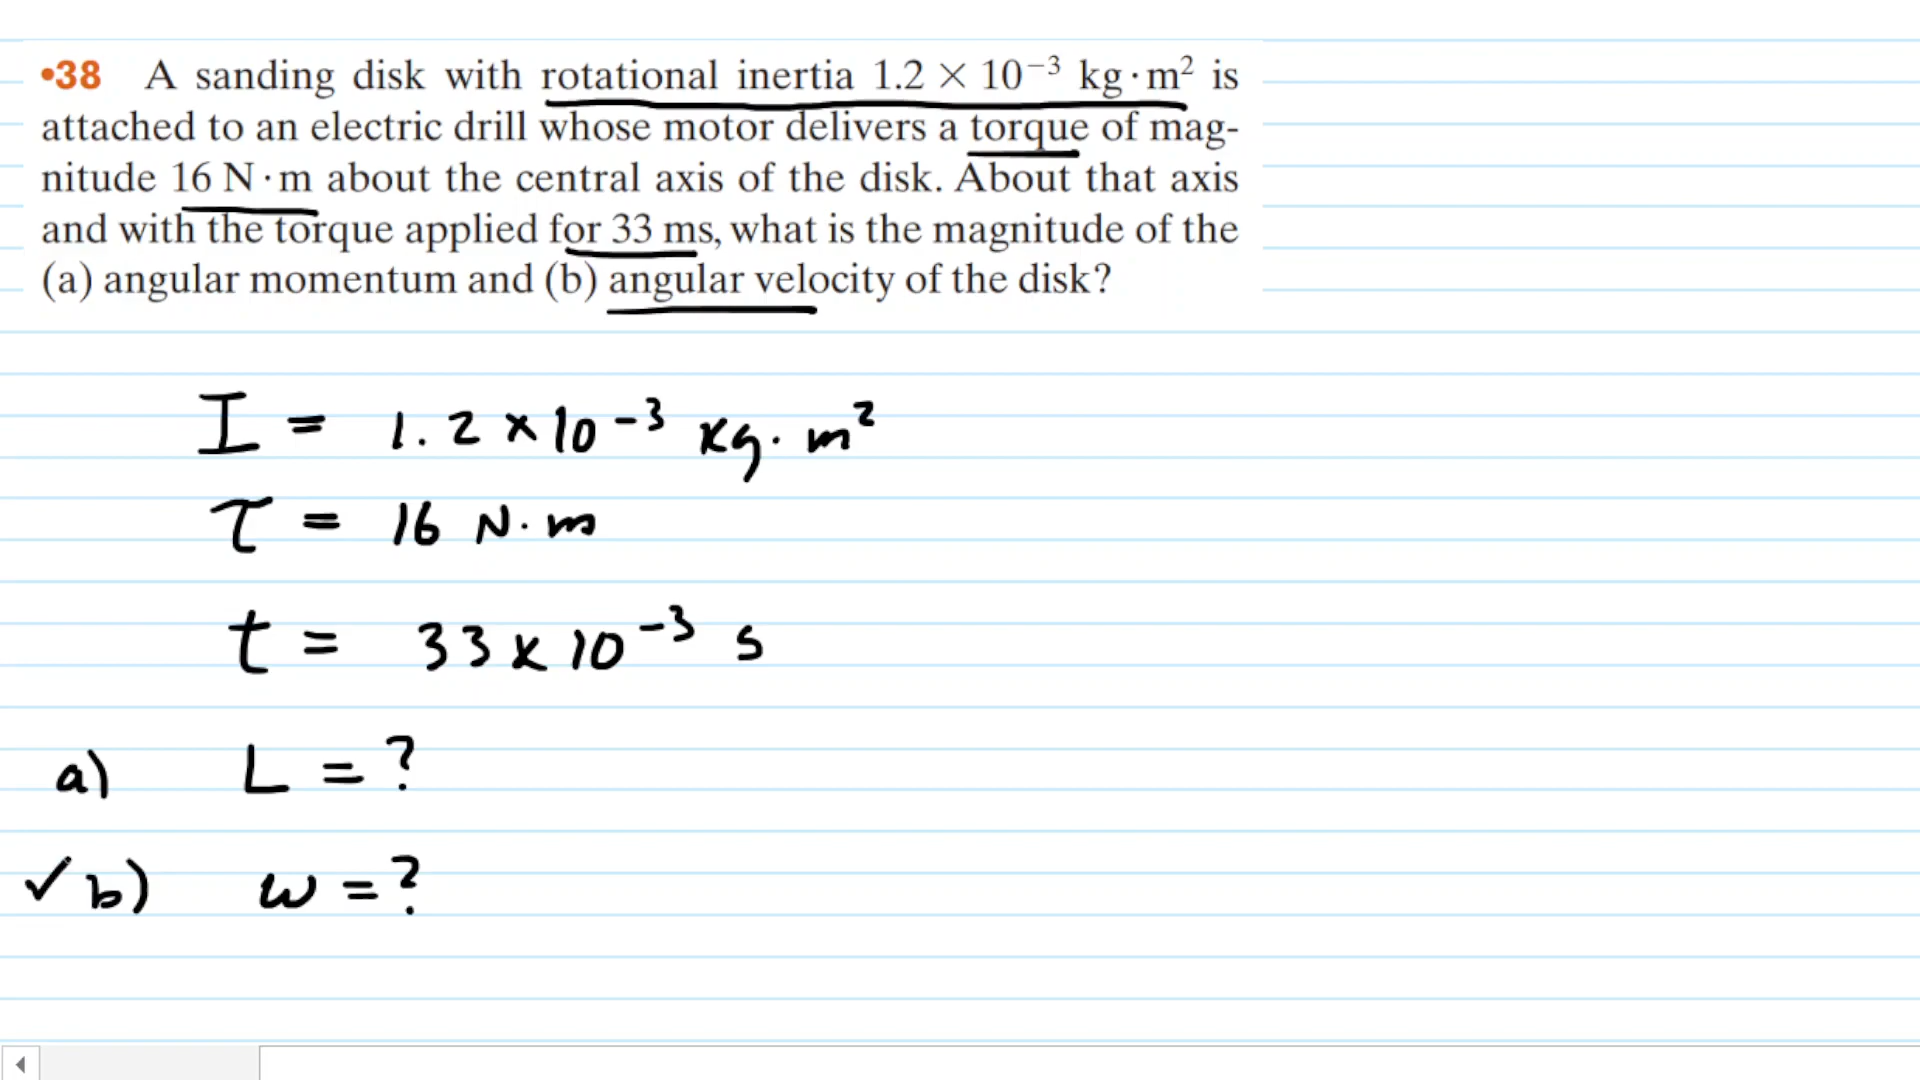 •38 A sanding disk with rotational inertia 1.2 × 10⁻³ kg·m² is
attached to an electric drill whose motor delivers a torque of mag-
nitude 16 N·m about the central axis of the disk. About that axis
and with the torque applied for 33 ms, what is the magnitude of the
(a) angular momentum and (b) angular velocity of the disk?
I = 1.2 × 10⁻³ kg·m²
τ = 16 N·m
t = 33 × 10⁻³ s
a) L = ?
✓ b) ω = ?